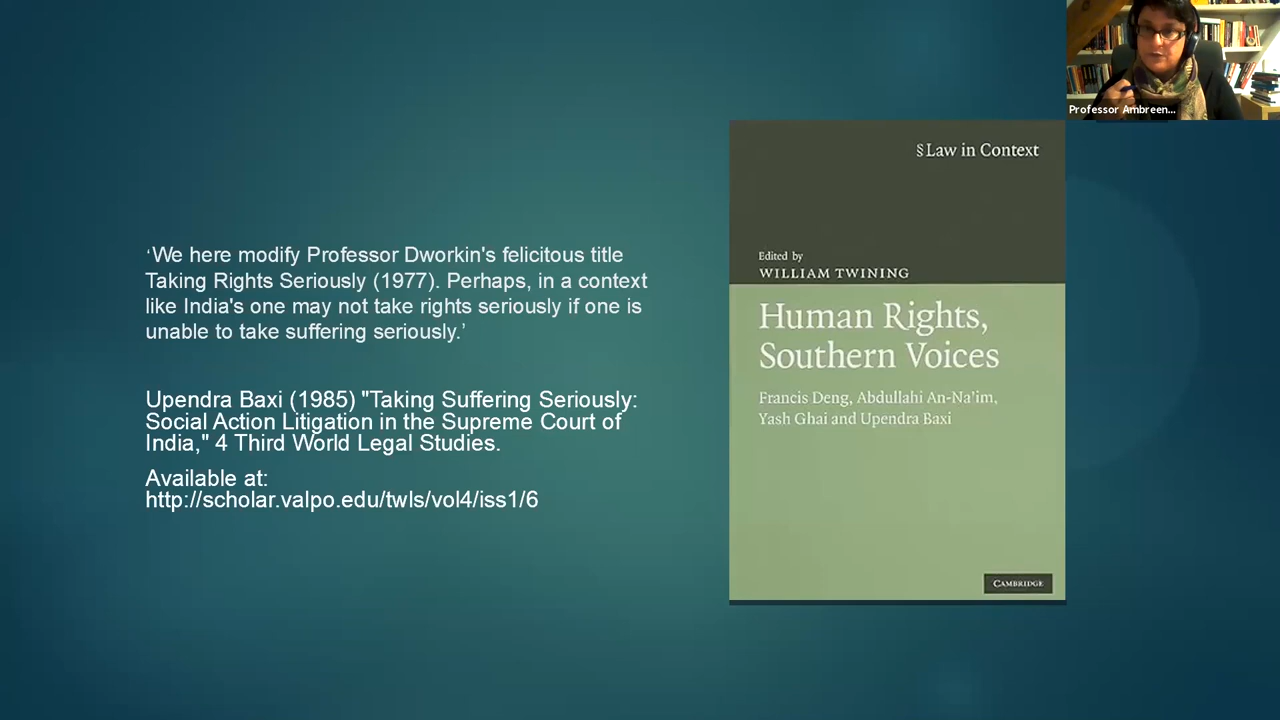 Professor Ambreen...
§ Law in Context
Edited by
WILLIAM TWINING
Human Rights,
Southern Voices
Francis Deng, Abdullahi An-Na'im,
Yash Ghai and Upendra Baxi
CAMBRIDGE
‘We here modify Professor Dworkin's felicitous title
Taking Rights Seriously (1977). Perhaps, in a context
like India's one may not take rights seriously if one is
unable to take suffering seriously.’
Upendra Baxi (1985) "Taking Suffering Seriously:
Social Action Litigation in the Supreme Court of
India," 4 Third World Legal Studies.
Available at:
http://scholar.valpo.edu/twls/vol4/iss1/6